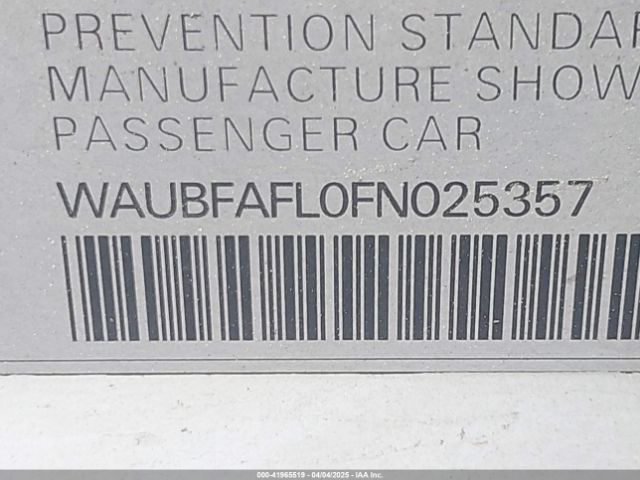 PREVENTION STANDAR
MANUFACTURE SHOW
PASSENGER CAR
WAUBFAFL0FN025357
000-41965519 - 04/04/2025 - IAA Inc.